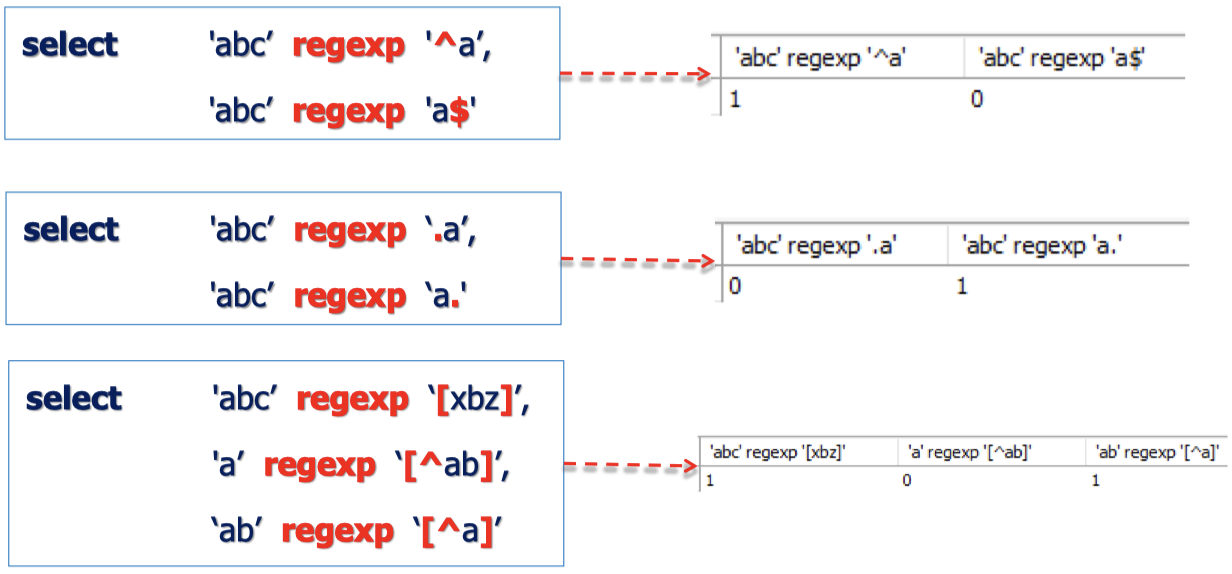 select 'abc’ regexp '^a’,
'abc’ regexp 'a$'
'abc' regexp '^a' 'abc' regexp 'a$'
1 0
select 'abc’ regexp ‘.a’,
'abc’ regexp ‘a.'
'abc' regexp '.a' 'abc' regexp 'a.'
0 1
select 'abc’ regexp ‘[xbz]’,
'a’ regexp ‘[^ab]’,
‘ab’ regexp ‘[^a]’
'abc' regexp '[xbz]' 'a' regexp '[^ab]' 'ab' regexp '[^a]'
1 0 1